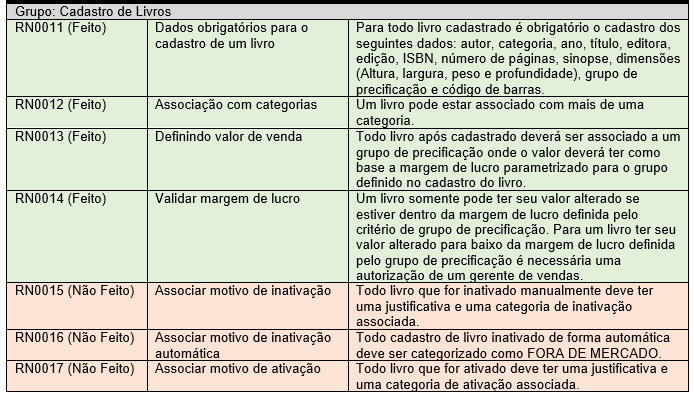 Grupo: Cadastro de Livros
RN0011 (Feito)
Dados obrigatórios para o
cadastro de um livro
Para todo livro cadastrado é obrigatório o cadastro dos
seguintes dados: autor, categoria, ano, título, editora,
edição, ISBN, número de páginas, sinopse, dimensões
(Altura, largura, peso e profundidade), grupo de
precificação e código de barras.
RN0012 (Feito)
Associação com categorias
Um livro pode estar associado com mais de uma
categoria.
RN0013 (Feito)
Definindo valor de venda
Todo livro após cadastrado deverá ser associado a um
grupo de precificação onde o valor deverá ter como
base a margem de lucro parametrizado para o grupo
definido no cadastro do livro.
RN0014 (Feito)
Validar margem de lucro
Um livro somente pode ter seu valor alterado se
estiver dentro da margem de lucro definida pelo
critério de grupo de precificação. Para um livro ter seu
valor alterado para baixo da margem de lucro definida
pelo grupo de precificação é necessária uma
autorização de um gerente de vendas.
RN0015 (Não Feito)
Associar motivo de inativação
Todo livro que for inativado manualmente deve ter
uma justificativa e uma categoria de inativação
associada.
RN0016 (Não Feito)
Associar motivo de inativação
automática
Todo cadastro de livro inativado de forma automática
deve ser categorizado como FORA DE MERCADO.
RN0017 (Não Feito)
Associar motivo de ativação
Todo livro que for ativado deve ter uma justificativa e
uma categoria de ativação associada.